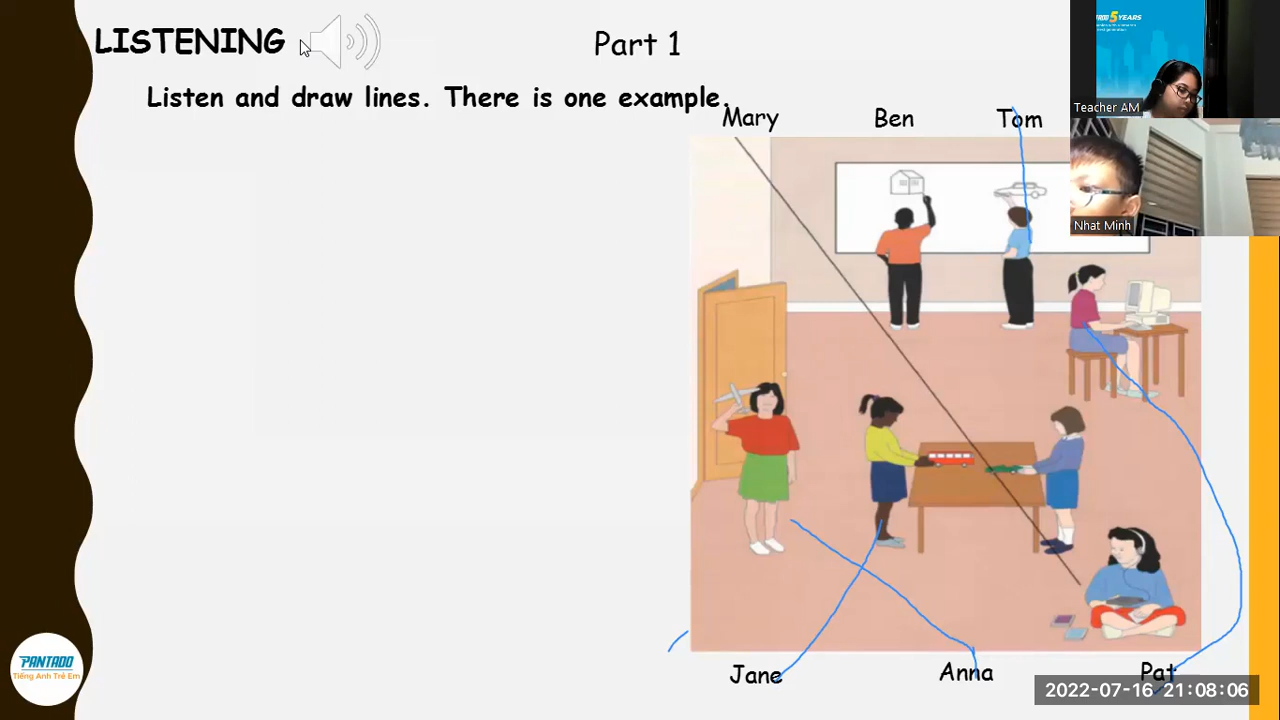 LISTENING
Part 1
5 YEARS
Listen and draw lines. There is one example.
Teacher AM
Mary Ben Tom
Nhat Minh
PANTADO
Tiếng Anh Trẻ Em
Jane Anna Pat
2022-07-16 21:08:06